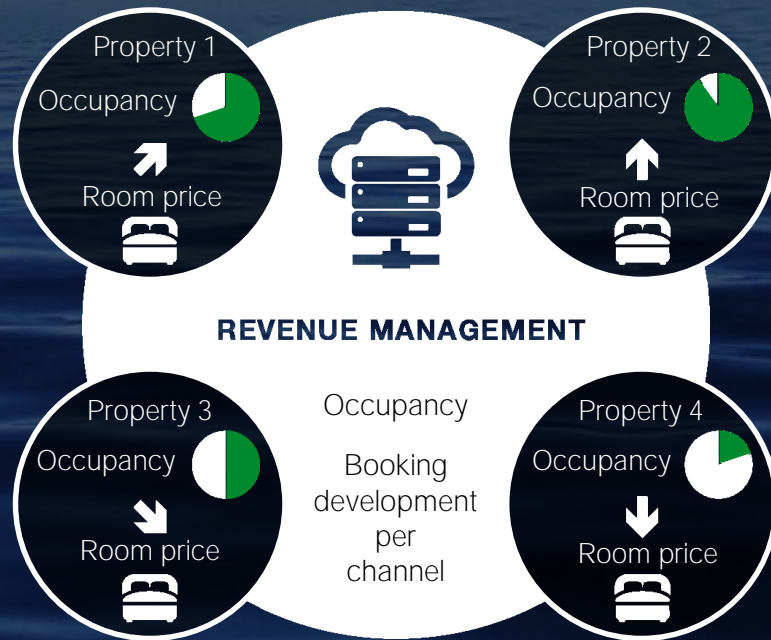 Property 1
Occupancy
Room price
Property 2
Occupancy
Room price
REVENUE MANAGEMENT
Occupancy
Booking
development
per
channel
Property 3
Occupancy
Room price
Property 4
Occupancy
Room price